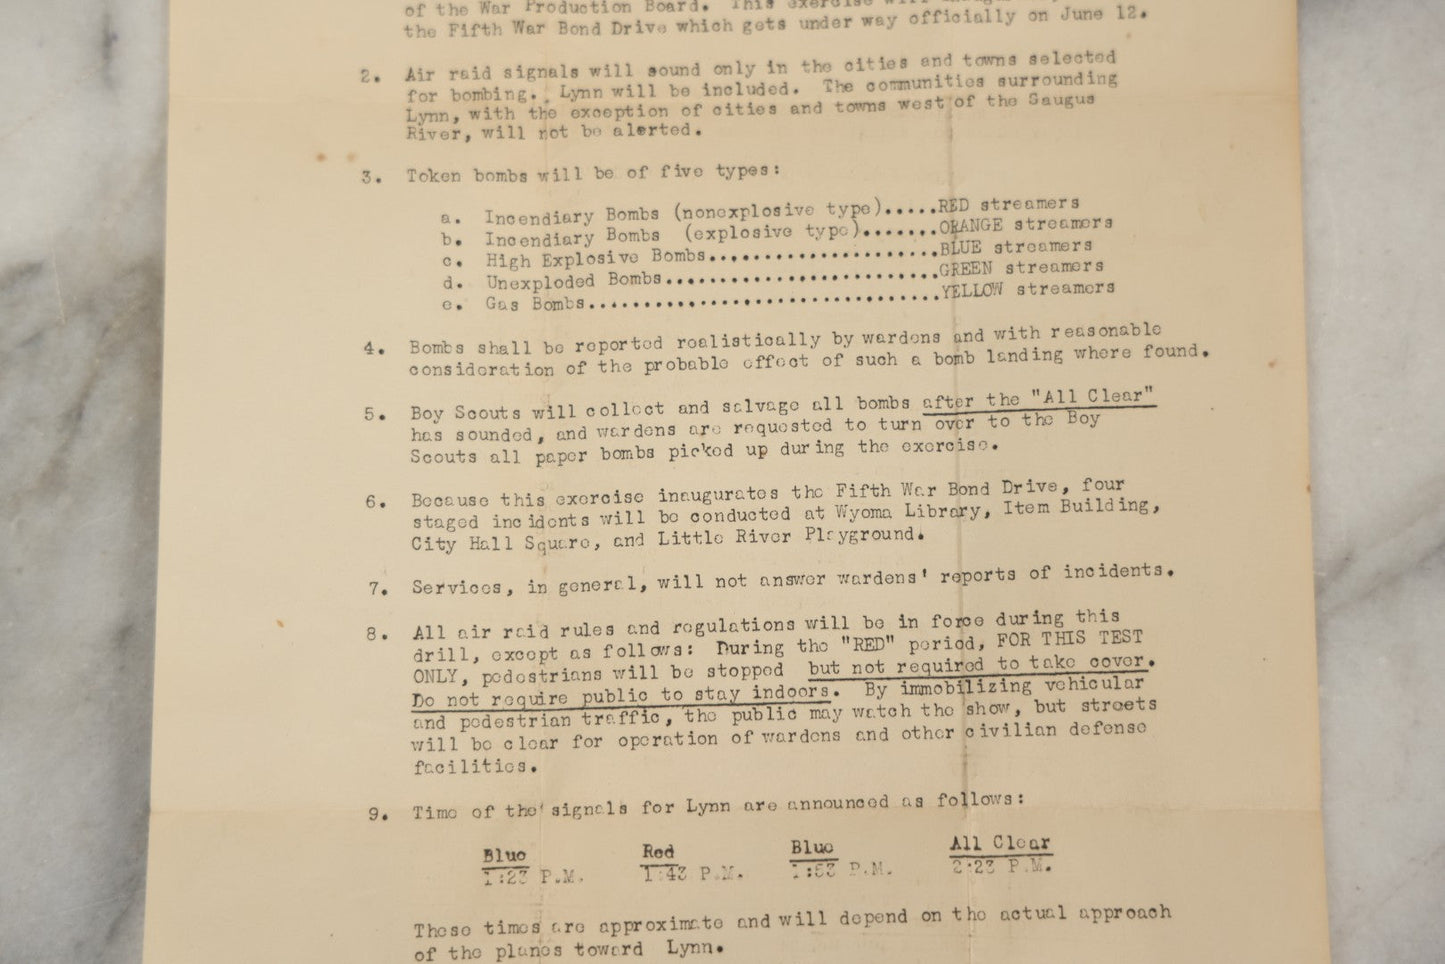 of the War Production Board. This exercise will
the Fifth War Bond Drive which gets under way officially on June 12.
2. Air raid signals will sound only in the cities and towns selected
for bombing. Lynn will be included. The communities surrounding
Lynn, with the exception of cities and towns west of the Saugus
River, will not be alerted.
3. Token bombs will be of five types:
a. Incendiary Bombs (nonexplosive type).....RED streamers
b. Incendiary Bombs (explosive type).......ORANGE streamers
c. High Explosive Bombs.....................BLUE streamers
d. Unexploded Bombs.........................GREEN streamers
e. Gas Bombs................................YELLOW streamers
4. Bombs shall be reported realistically by wardens and with reasonable
consideration of the probable effect of such a bomb landing where found.
5. Boy Scouts will collect and salvage all bombs after the "All Clear"
has sounded, and wardens are requested to turn over to the Boy
Scouts all paper bombs picked up during the exercise.
6. Because this exercise inaugurates the Fifth War Bond Drive, four
staged incidents will be conducted at Wyoma Library, Item Building,
City Hall Square, and Little River Playground.
7. Services, in general, will not answer wardens' reports of incidents.
8. All air raid rules and regulations will be in force during this
drill, except as follows: During the "RED" period, FOR THIS TEST
ONLY, pedestrians will be stopped but not required to take cover.
Do not require public to stay indoors. By immobilizing vehicular
and pedestrian traffic, the public may watch the show, but streets
will be clear for operation of wardens and other civilian defense
facilities.
9. Time of the signals for Lynn are announced as follows:
Blue Red Blue All Clear
1:23 P.M. 1:43 P.M. 1:53 P.M. 2:23 P.M.
These times are approximate and will depend on the actual approach
of the planes toward Lynn.